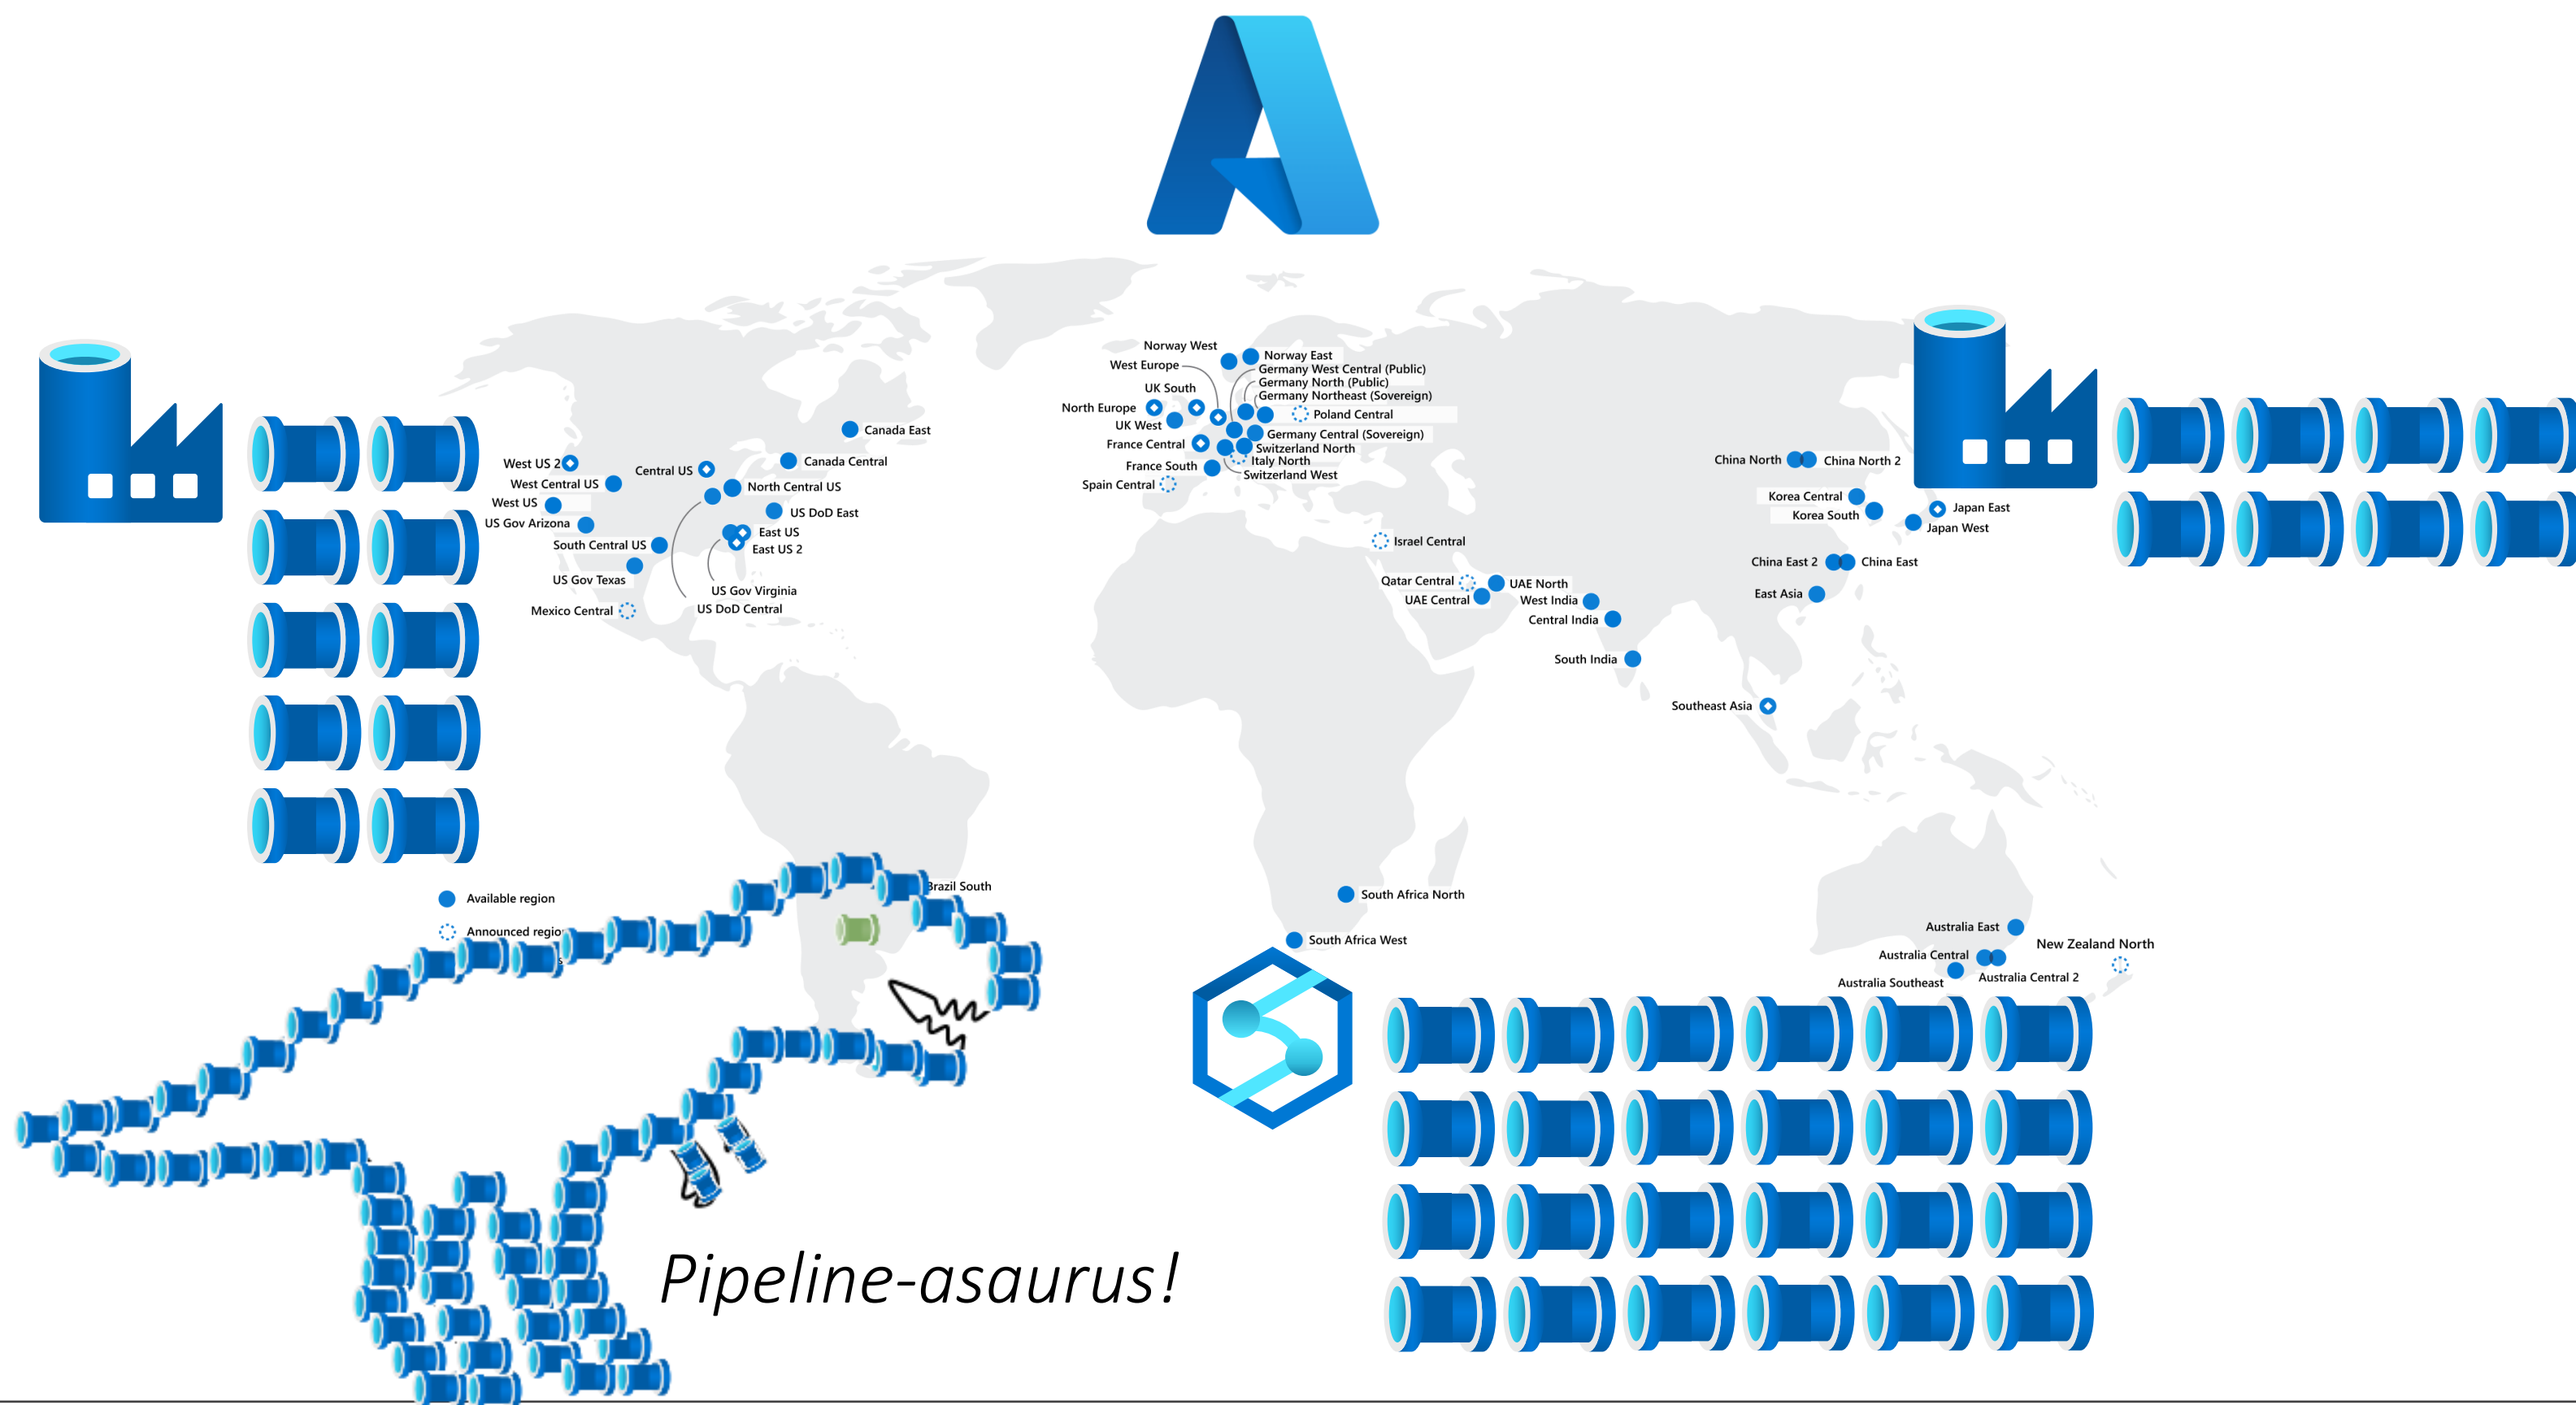 Norway West
Norway East
West Europe
Germany West Central (Public)
Germany North (Public)
UK South
Germany Northeast (Sovereign)
North Europe
Poland Central
UK West
Canada East
Germany Central (Sovereign)
France Central
Switzerland North
Canada Central
Italy North
China North
China North 2
West US 2
France South
Central US
Switzerland West
West Central US
Spain Central
North Central US
Korea Central
West US
Japan East
US DoD East
Korea South
US Gov Arizona
Japan West
East US
South Central US
Israel Central
East US 2
China East 2
China East
US Gov Texas
Qatar Central
UAE North
US Gov Virginia
East Asia
UAE Central
West India
US DoD Central
Mexico Central
Central India
South India
Southeast Asia
Brazil South
South Africa North
Available region
Australia East
Announced region
South Africa West
New Zealand North
Australia Central
Australia Central 2
Australia Southeast
Pipeline-asaurus!